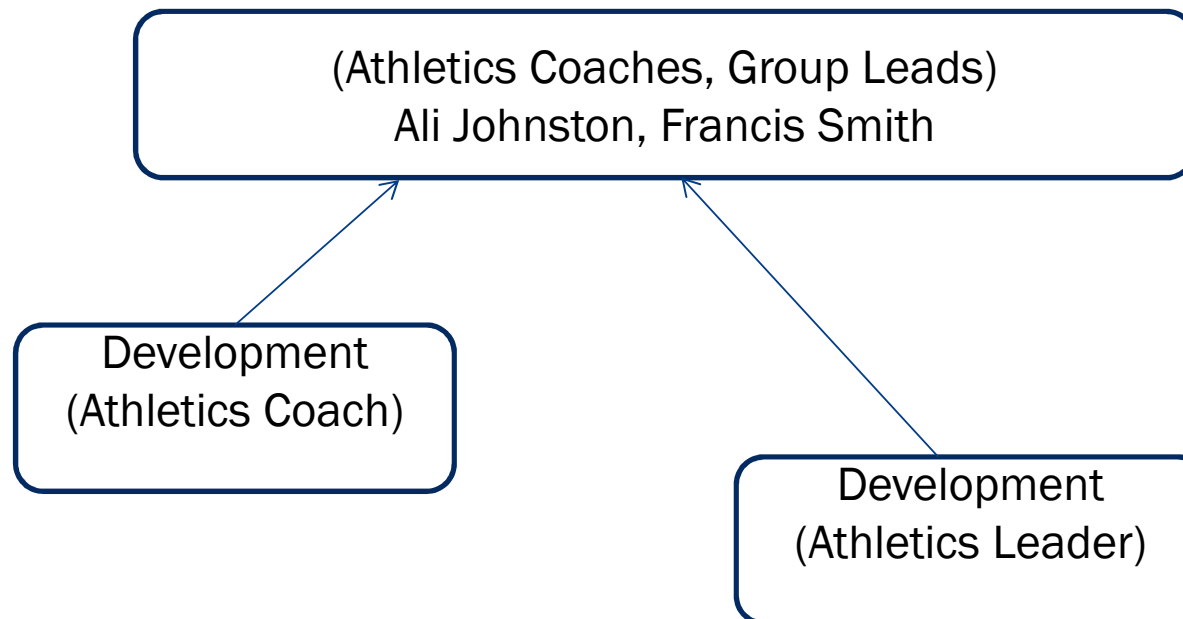 (Athletics Coaches, Group Leads)
Ali Johnston, Francis Smith
Development
(Athletics Coach)
Development
(Athletics Leader)